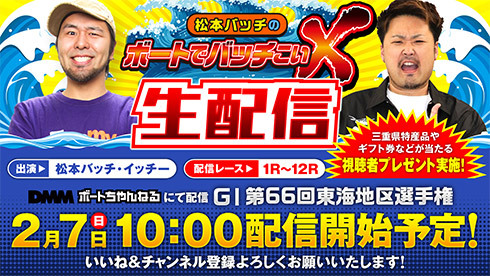 松本バッチの
ボートでバッチこいX
生配信
三重県特産品や
ギフト券などが当たる
視聴者プレゼント実施!
出演 松本バッチ・イッチー 配信レース 1R〜12R
DMMボートちゃんねるにて配信 GI 第66回東海地区選手権
2月7日(日)10:00配信開始予定!
いいね&チャンネル登録よろしくお願いいたします!